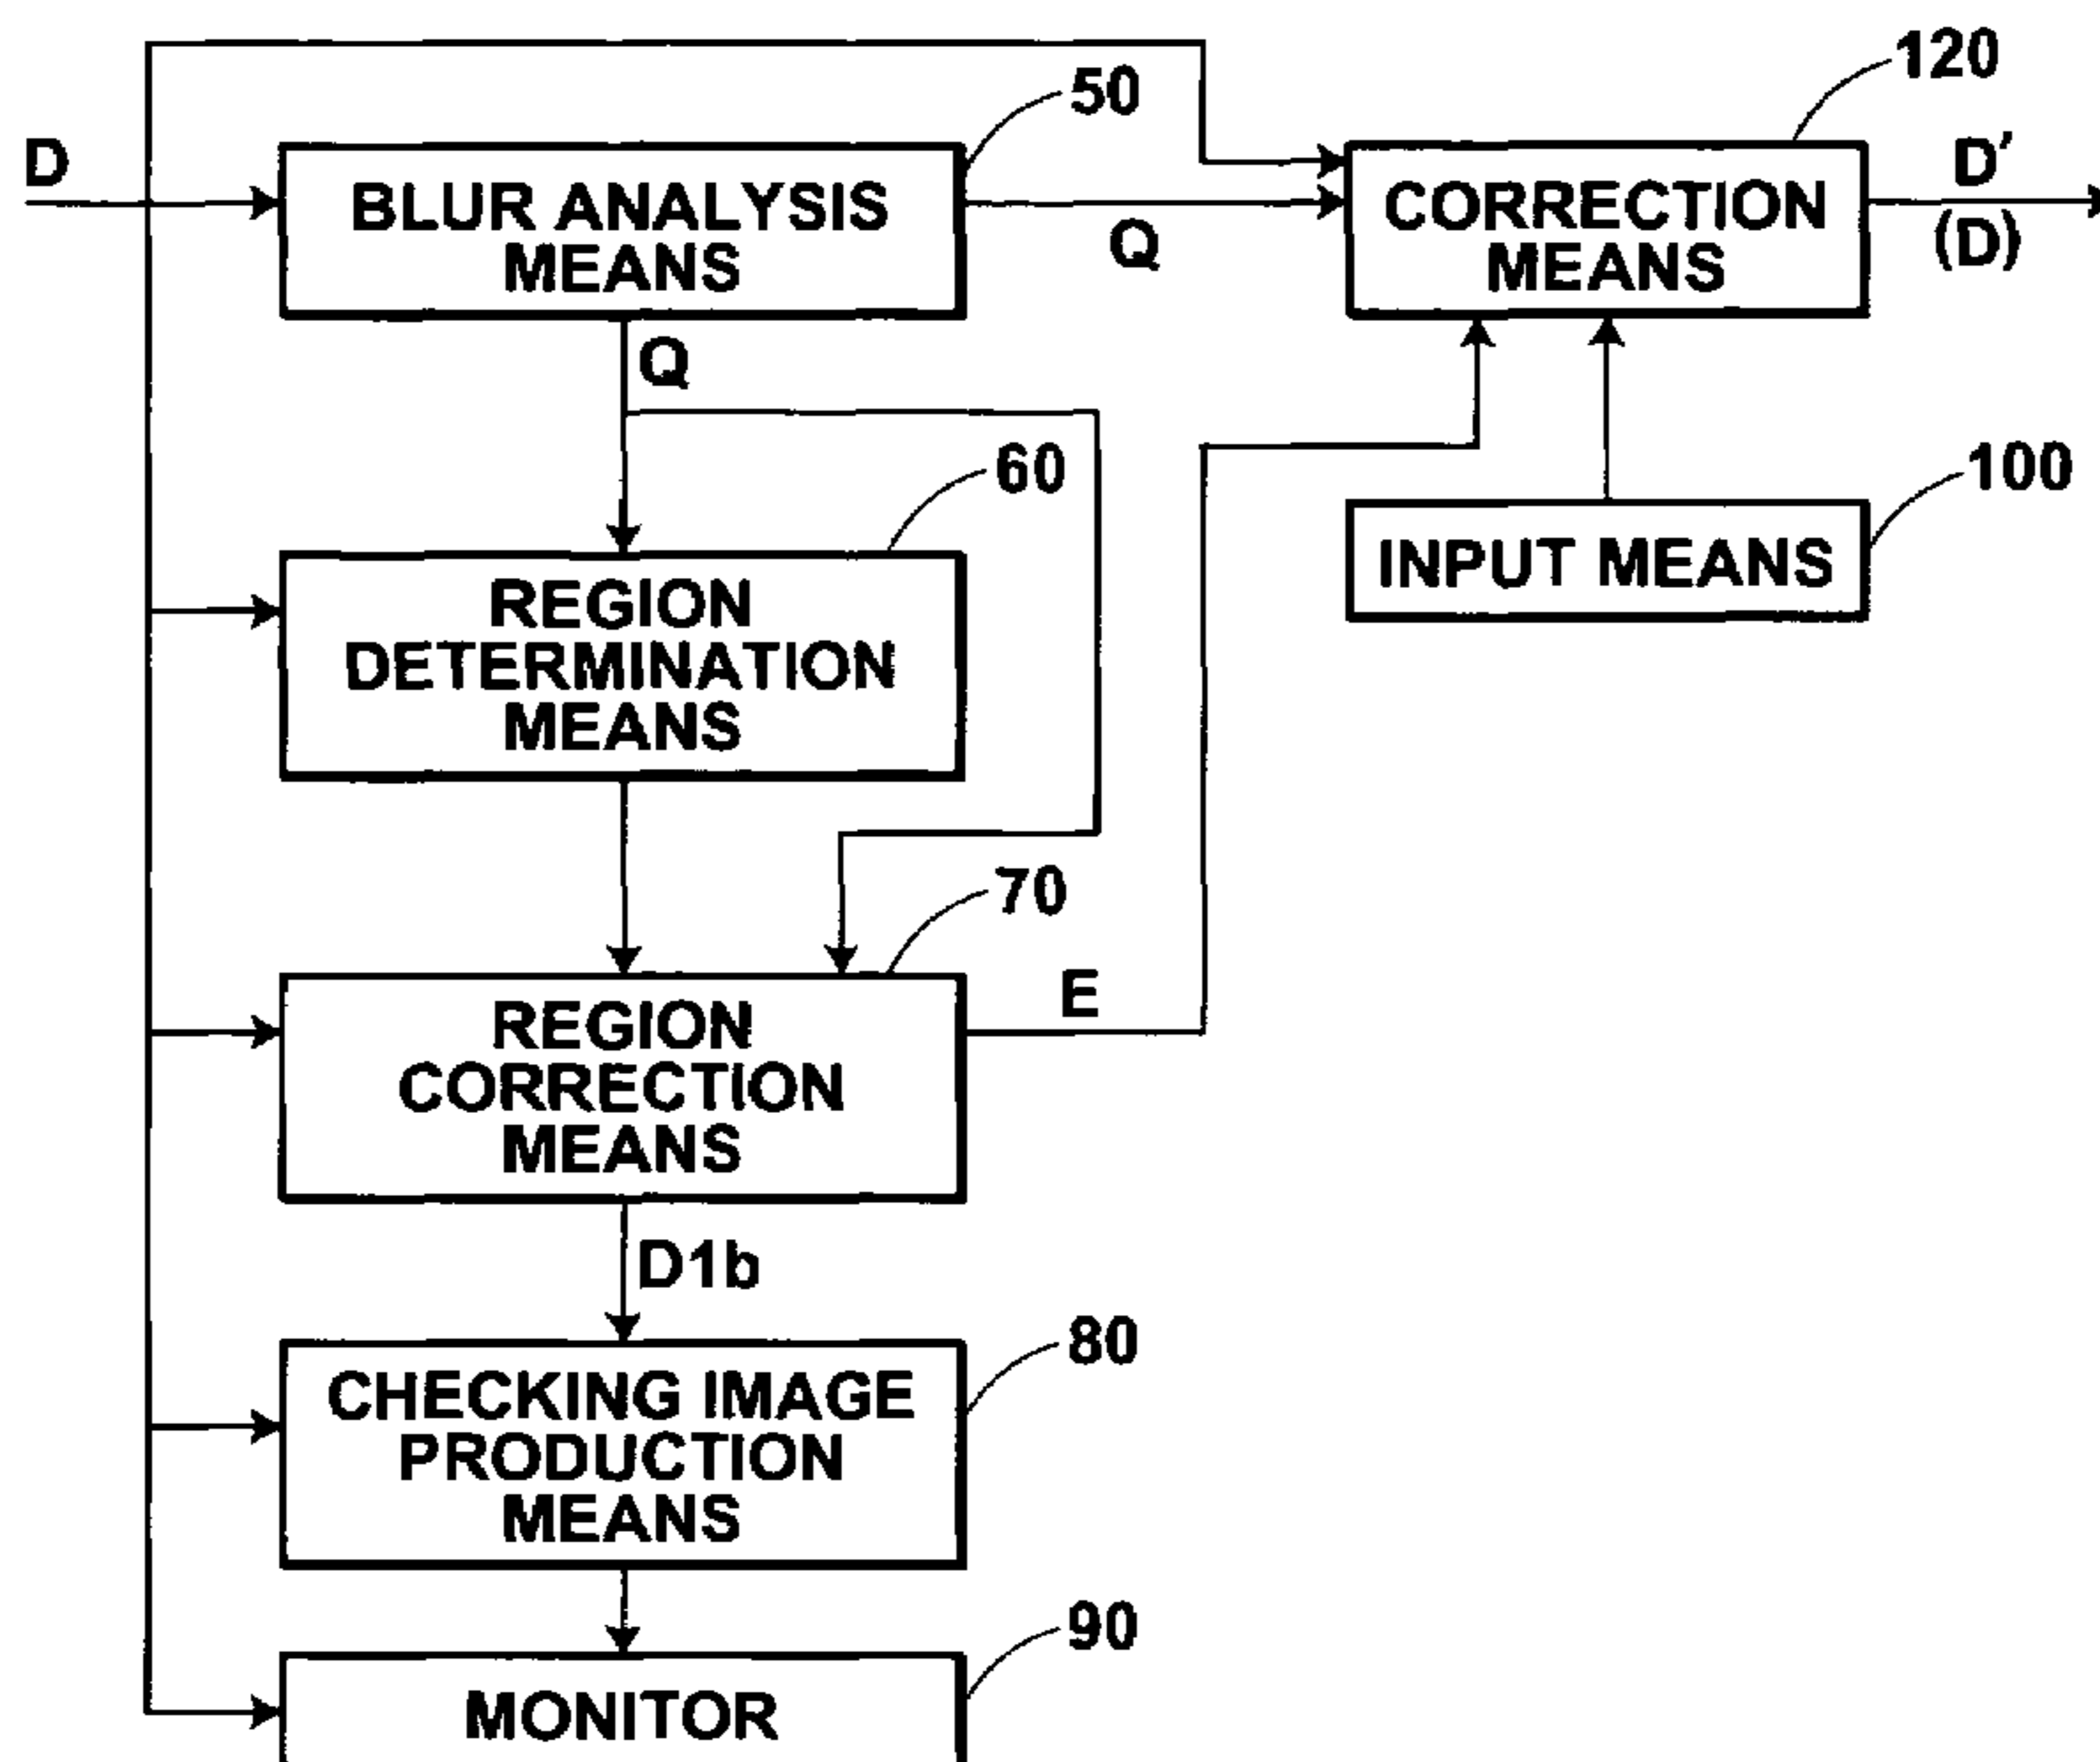 120
50
D
BLUR ANALYSIS
MEANS
Q
CORRECTION
MEANS
D'
(D)
Q
60
100
INPUT MEANS
REGION
DETERMINATION
MEANS
70
E
REGION
CORRECTION
MEANS
D1b
80
CHECKING IMAGE
PRODUCTION
MEANS
90
MONITOR